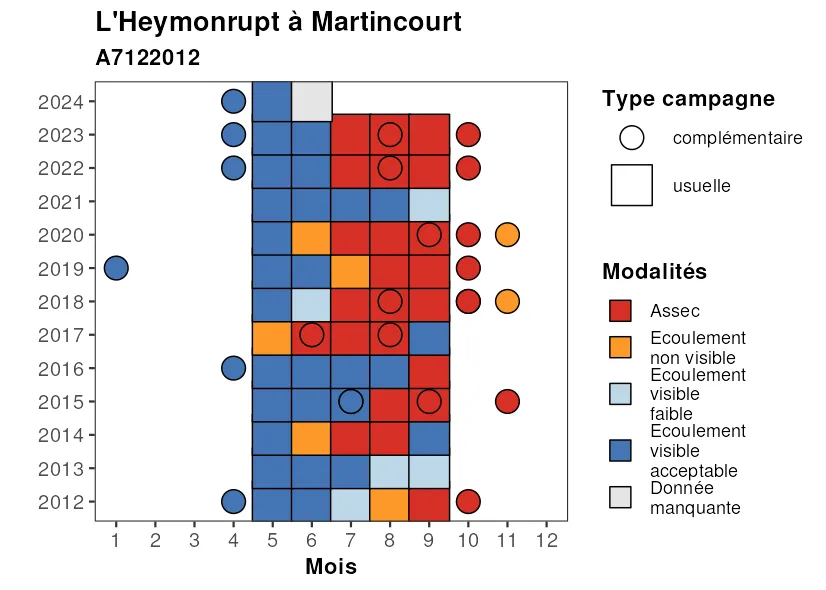 L'Heymonrupt à Martincourt
A7122012
2024
2023
2022
2021
2020
2019
2018
2017
2016
2015
2014
2013
2012
1 2 3 4 5 6 7 8 9 10 11 12
Mois
Type campagne
complémentaire
usuelle
Modalités
Assec
Ecoulement
non visible
Ecoulement
visible
faible
Ecoulement
visible
acceptable
Donnée
manquante